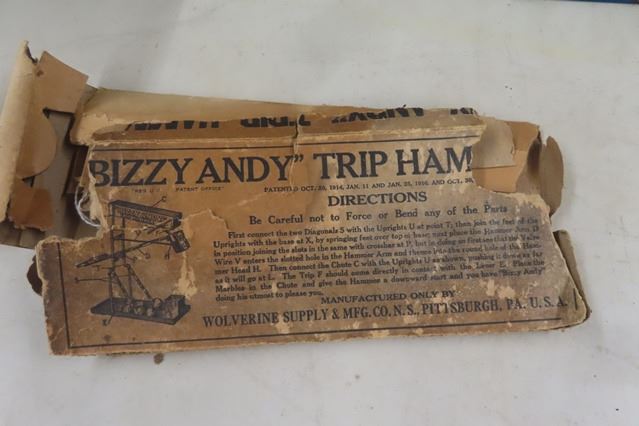 BIZZY ANDY" TRIP HAM
"REG. U.S. PATENT OFFICE"
PATENTED OCT. 20, 1914, JAN. 11 AND JAN. 25, 1916, AND OCT.
DIRECTIONS
Be Careful not to Force or Bend any of the Parts
First connect the two Diagonals S with the Uprights U at point T; then join the feet of the
Uprights with the base at X, by springing feet over top of base; next place the Hammer Arm D
in position joining the slots in the same with crossbar at P, but in doing so first see that the Valve
Wire V enters the slotted hole in the Hammer Arm and then into the round hole of the Ham-
mer Head H. Then connect the Chute C with the Uprights U as shown, pushing it down as far
as it will go at L. The Trip F should come directly in contact with the Lever E. Place the
Marbles in the Chute and give the Hammer a downward start and you have "Bizzy Andy"
doing his utmost to please you.
MANUFACTURED ONLY BY
WOLVERINE SUPPLY & MFG. CO. N. S., PITTSBURGH, PA. U. S. A.